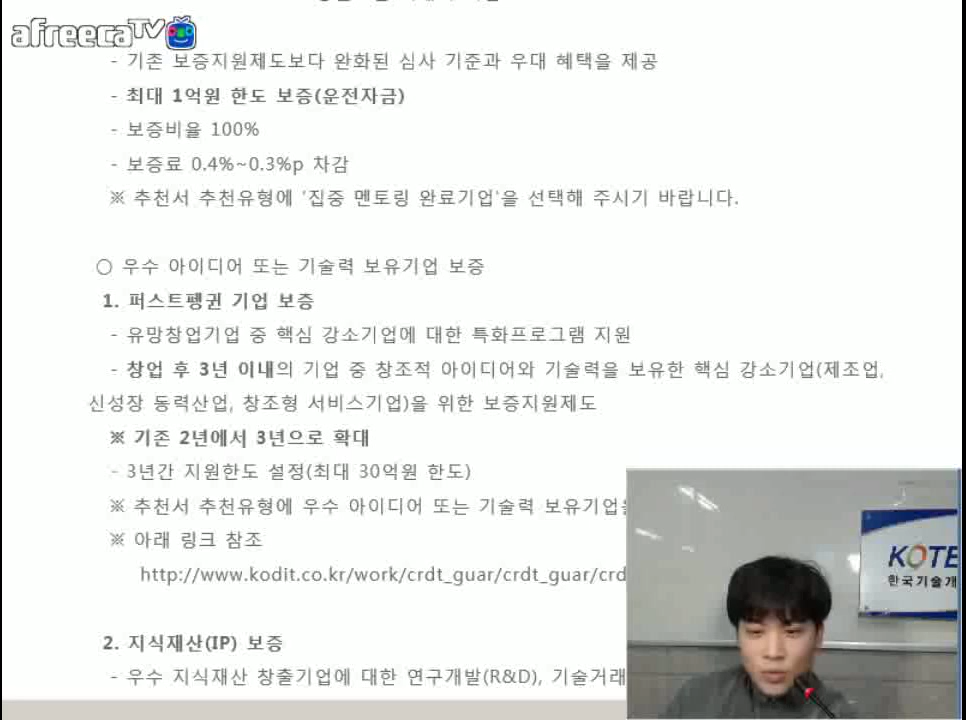 afreecaTV
- 기존 보증지원제도보다 완화된 심사 기준과 우대 혜택을 제공
- 최대 1억원 한도 보증(운전자금)
- 보증비율 100%
- 보증료 0.4%~0.3%p 차감
※ 추천서 추천유형에 '집중 멘토링 완료기업'을 선택해 주시기 바랍니다.
○ 우수 아이디어 또는 기술력 보유기업 보증
1. 퍼스트펭귄 기업 보증
- 유망창업기업 중 핵심 강소기업에 대한 특화프로그램 지원
- 창업 후 3년 이내의 기업 중 창조적 아이디어와 기술력을 보유한 핵심 강소기업(제조업,
신성장 동력산업, 창조형 서비스기업)을 위한 보증지원제도
※ 기존 2년에서 3년으로 확대
- 3년간 지원한도 설정(최대 30억원 한도)
※ 추천서 추천유형에 우수 아이디어 또는 기술력 보유기업
※ 아래 링크 참조
http://www.kodit.co.kr/work/crdt_guar/crdt_guar/crd
KOTE
한국기술개
2. 지식재산(IP) 보증
- 우수 지식재산 창출기업에 대한 연구개발(R&D), 기술거래